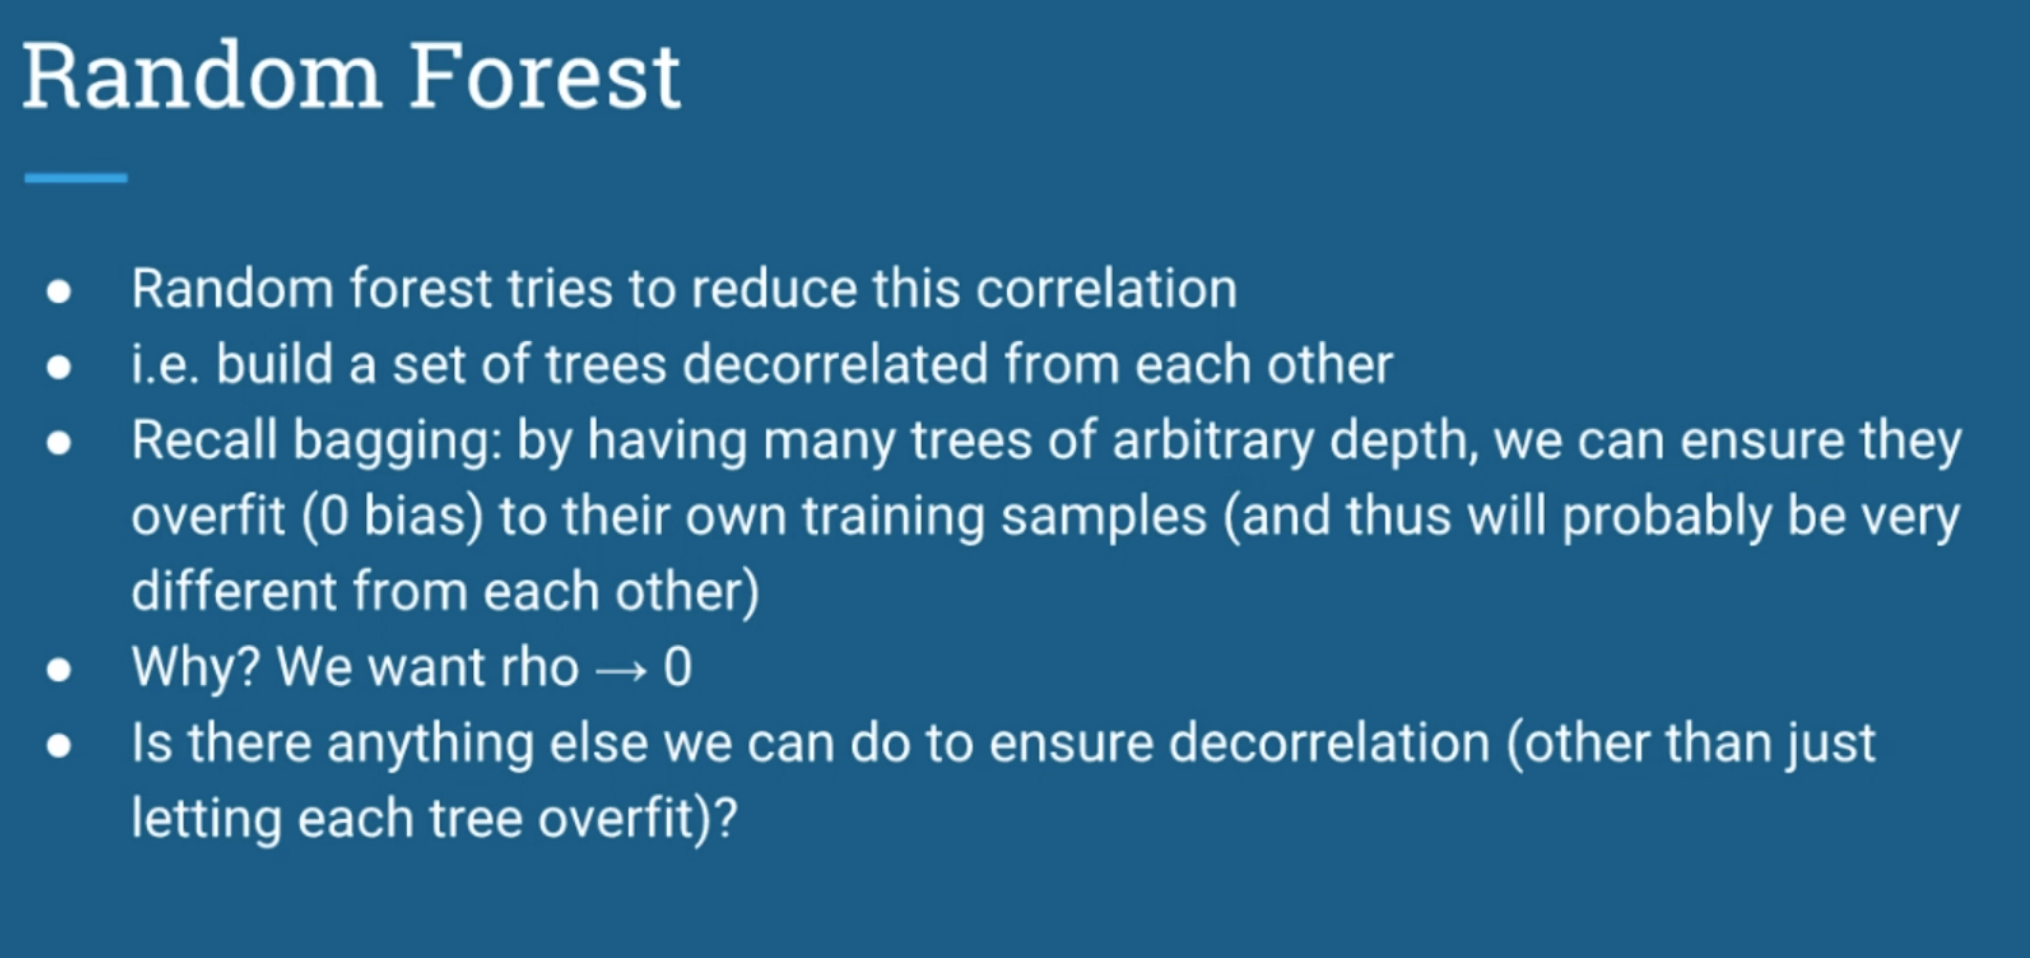 Random Forest
● Random forest tries to reduce this correlation
● i.e. build a set of trees decorrelated from each other
● Recall bagging: by having many trees of arbitrary depth, we can ensure they
overfit (0 bias) to their own training samples (and thus will probably be very
different from each other)
● Why? We want rho → 0
● Is there anything else we can do to ensure decorrelation (other than just
letting each tree overfit)?